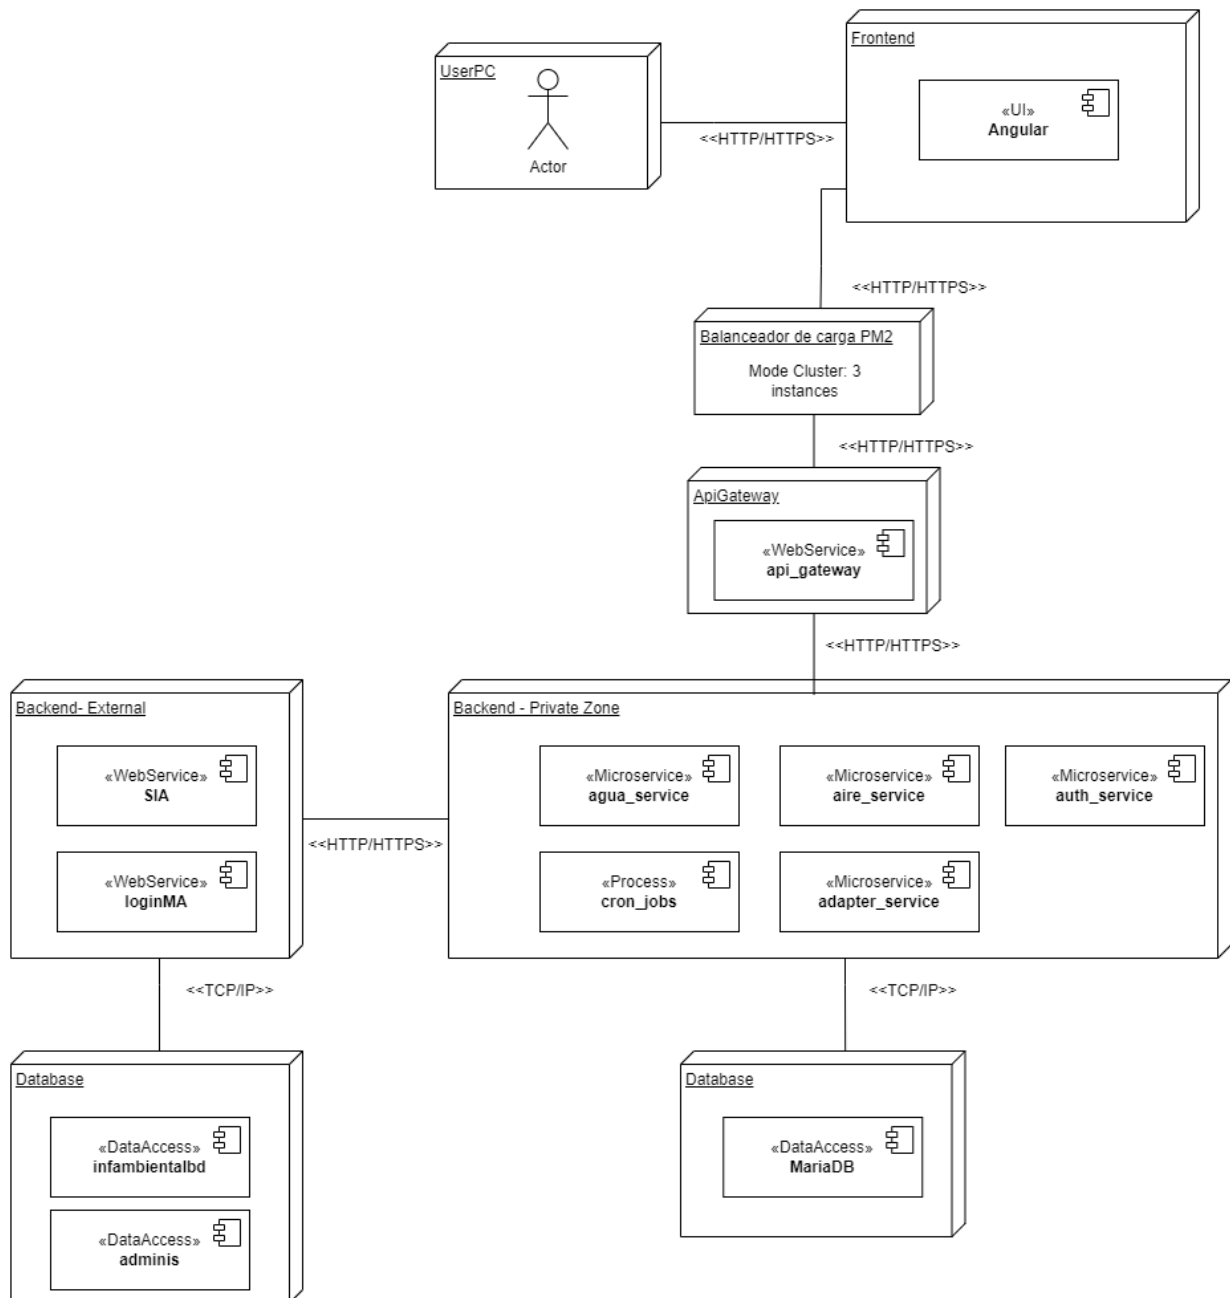 Frontend
UserPC
«UI»
Angular
<<HTTP/HTTPS>>
Actor
<<HTTP/HTTPS>>
Balanceador de carga PM2
Mode Cluster: 3
instances
<<HTTP/HTTPS>>
ApiGateway
«WebService»
api_gateway
<<HTTP/HTTPS>>
Backend- External
«WebService»
SIA
«WebService»
loginMA
<<HTTP/HTTPS>>
Backend - Private Zone
«Microservice»
agua_service
«Microservice»
aire_service
«Microservice»
auth_service
«Process»
cron_jobs
«Microservice»
adapter_service
<<TCP/IP>>
<<TCP/IP>>
Database
«DataAccess»
infambientalbd
«DataAccess»
adminis
Database
«DataAccess»
MariaDB